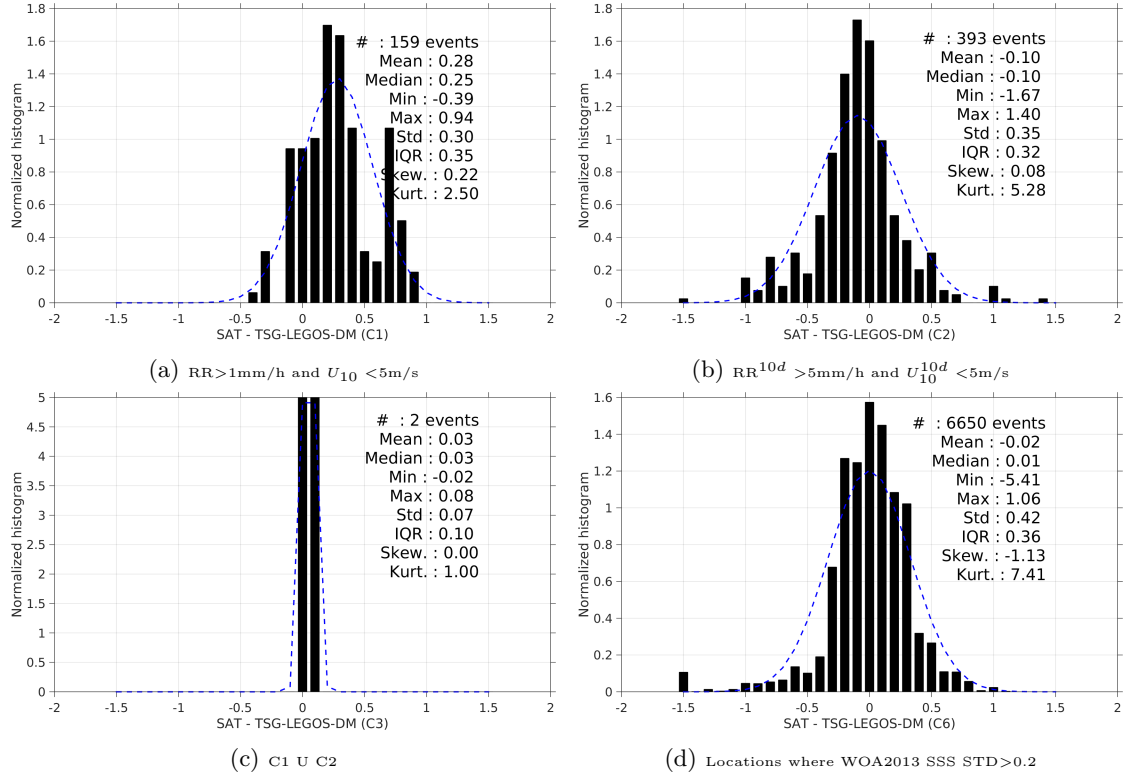 1.8
1.6
1.4
1.2
1
0.8
0.6
0.4
0.2
0
Normalized histogram
-2 -1.5 -1 -0.5 0 0.5 1 1.5 2
SAT - TSG-LEGOS-DM (C1)
# : 159 events
Mean : 0.28
Median : 0.25
Min : -0.39
Max : 0.94
Std : 0.30
IQR : 0.35
Skew. : 0.22
Kurt. : 2.50
(a) RR>1mm/h and U10 <5m/s
1.8
1.6
1.4
1.2
1
0.8
0.6
0.4
0.2
0
Normalized histogram
-2 -1.5 -1 -0.5 0 0.5 1 1.5 2
SAT - TSG-LEGOS-DM (C2)
# : 393 events
Mean : -0.10
Median : -0.10
Min : -1.67
Max : 1.40
Std : 0.35
IQR : 0.32
Skew. : 0.08
Kurt. : 5.28
(b) RR^10d >5mm/h and U10^10d <5m/s
5
4.5
4
3.5
3
2.5
2
1.5
1
0.5
0
Normalized histogram
-2 -1.5 -1 -0.5 0 0.5 1 1.5 2
SAT - TSG-LEGOS-DM (C3)
# : 2 events
Mean : 0.03
Median : 0.03
Min : -0.02
Max : 0.08
Std : 0.07
IQR : 0.10
Skew. : 0.00
Kurt. : 1.00
(c) C1 U C2
1.6
1.4
1.2
1
0.8
0.6
0.4
0.2
0
Normalized histogram
-2 -1.5 -1 -0.5 0 0.5 1 1.5 2
SAT - TSG-LEGOS-DM (C6)
# : 6650 events
Mean : -0.02
Median : 0.01
Min : -5.41
Max : 1.06
Std : 0.42
IQR : 0.36
Skew. : -1.13
Kurt. : 7.41
(d) Locations where WOA2013 SSS STD>0.2